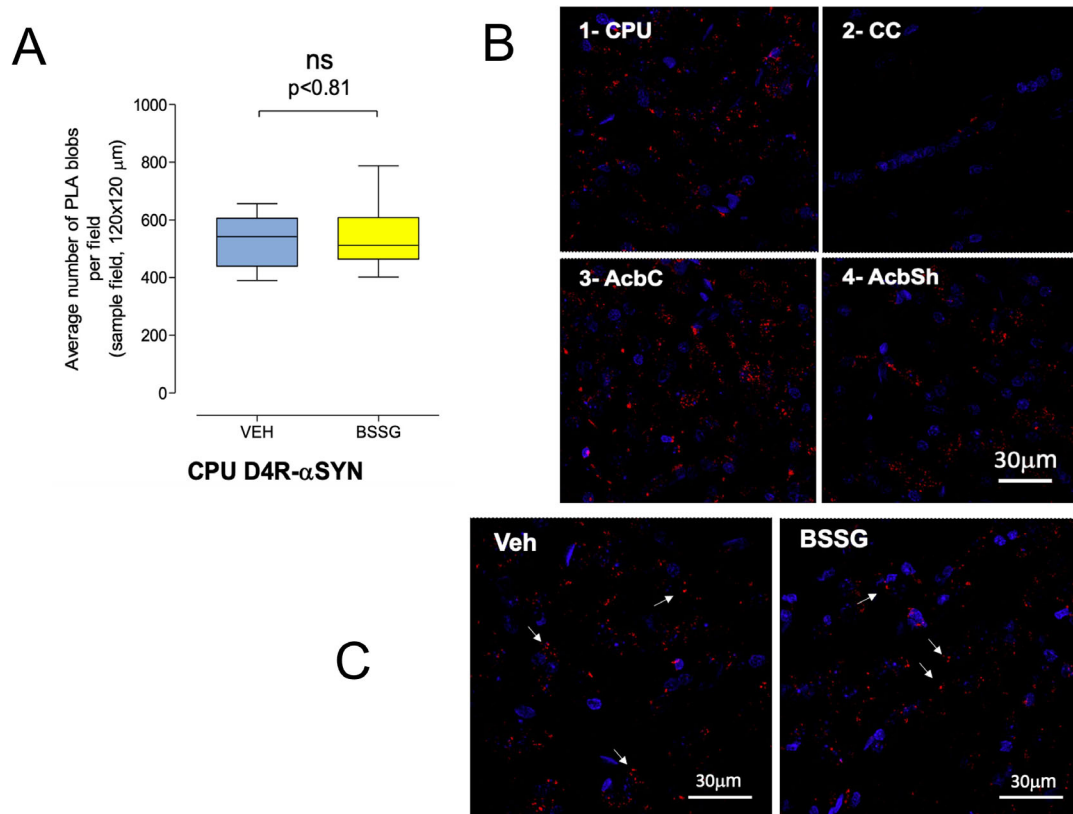 A
ns
p<0.81
Average number of PLA blobs
per field
(sample field, 120x120 μm)
1000
800
600
400
200
0
VEH
BSSG
CPU D4R-αSYN
B
1- CPU
2- CC
3- AcbC
4- AcbSh
30μm
C
Veh
30μm
BSSG
30μm